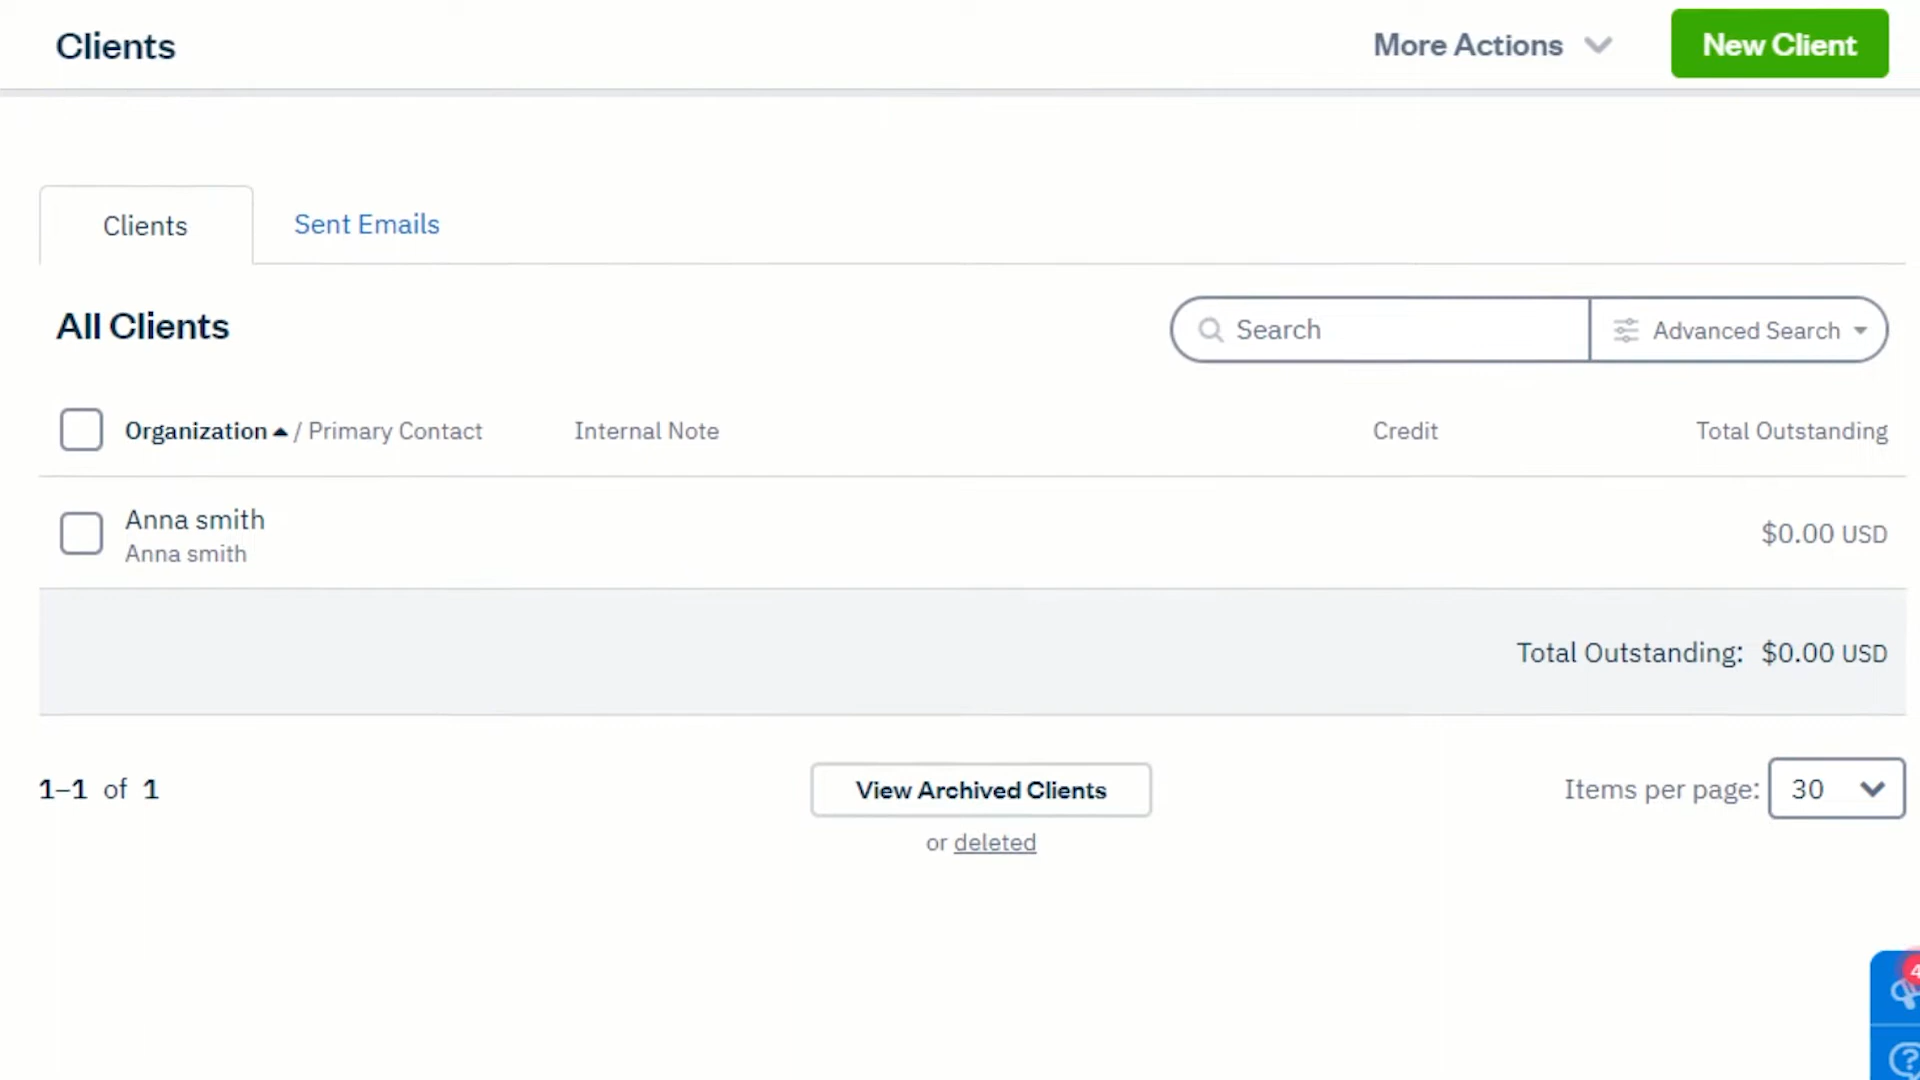 Clients
More Actions
New Client
Clients
Sent Emails
All Clients
Search
Advanced Search
Organization / Primary Contact
Internal Note
Credit
Total Outstanding
Anna smith
Anna smith
$0.00 USD
Total Outstanding: $0.00 USD
1–1 of 1
View Archived Clients
or deleted
Items per page: 30
4